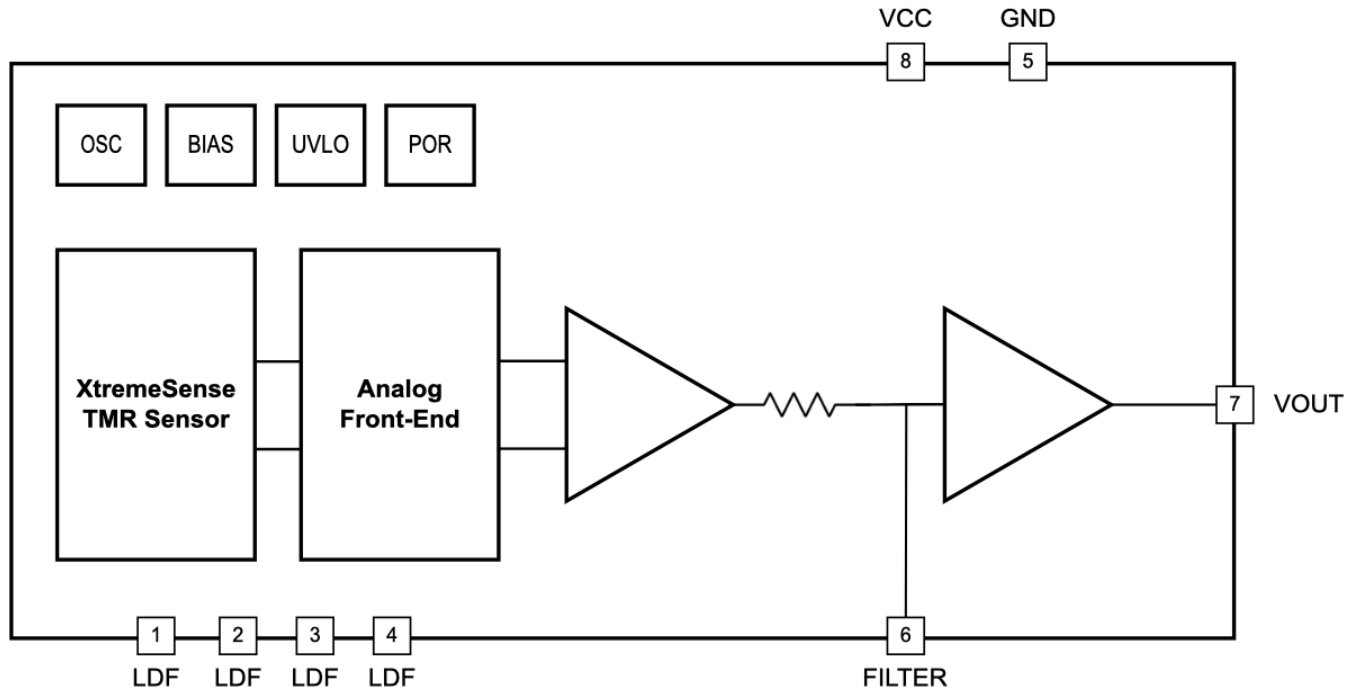 VCC GND
8 5
OSC BIAS UVLO POR
XtremeSense
TMR Sensor
Analog
Front-End
7 VOUT
1 2 3 4 6
LDF LDF LDF LDF FILTER